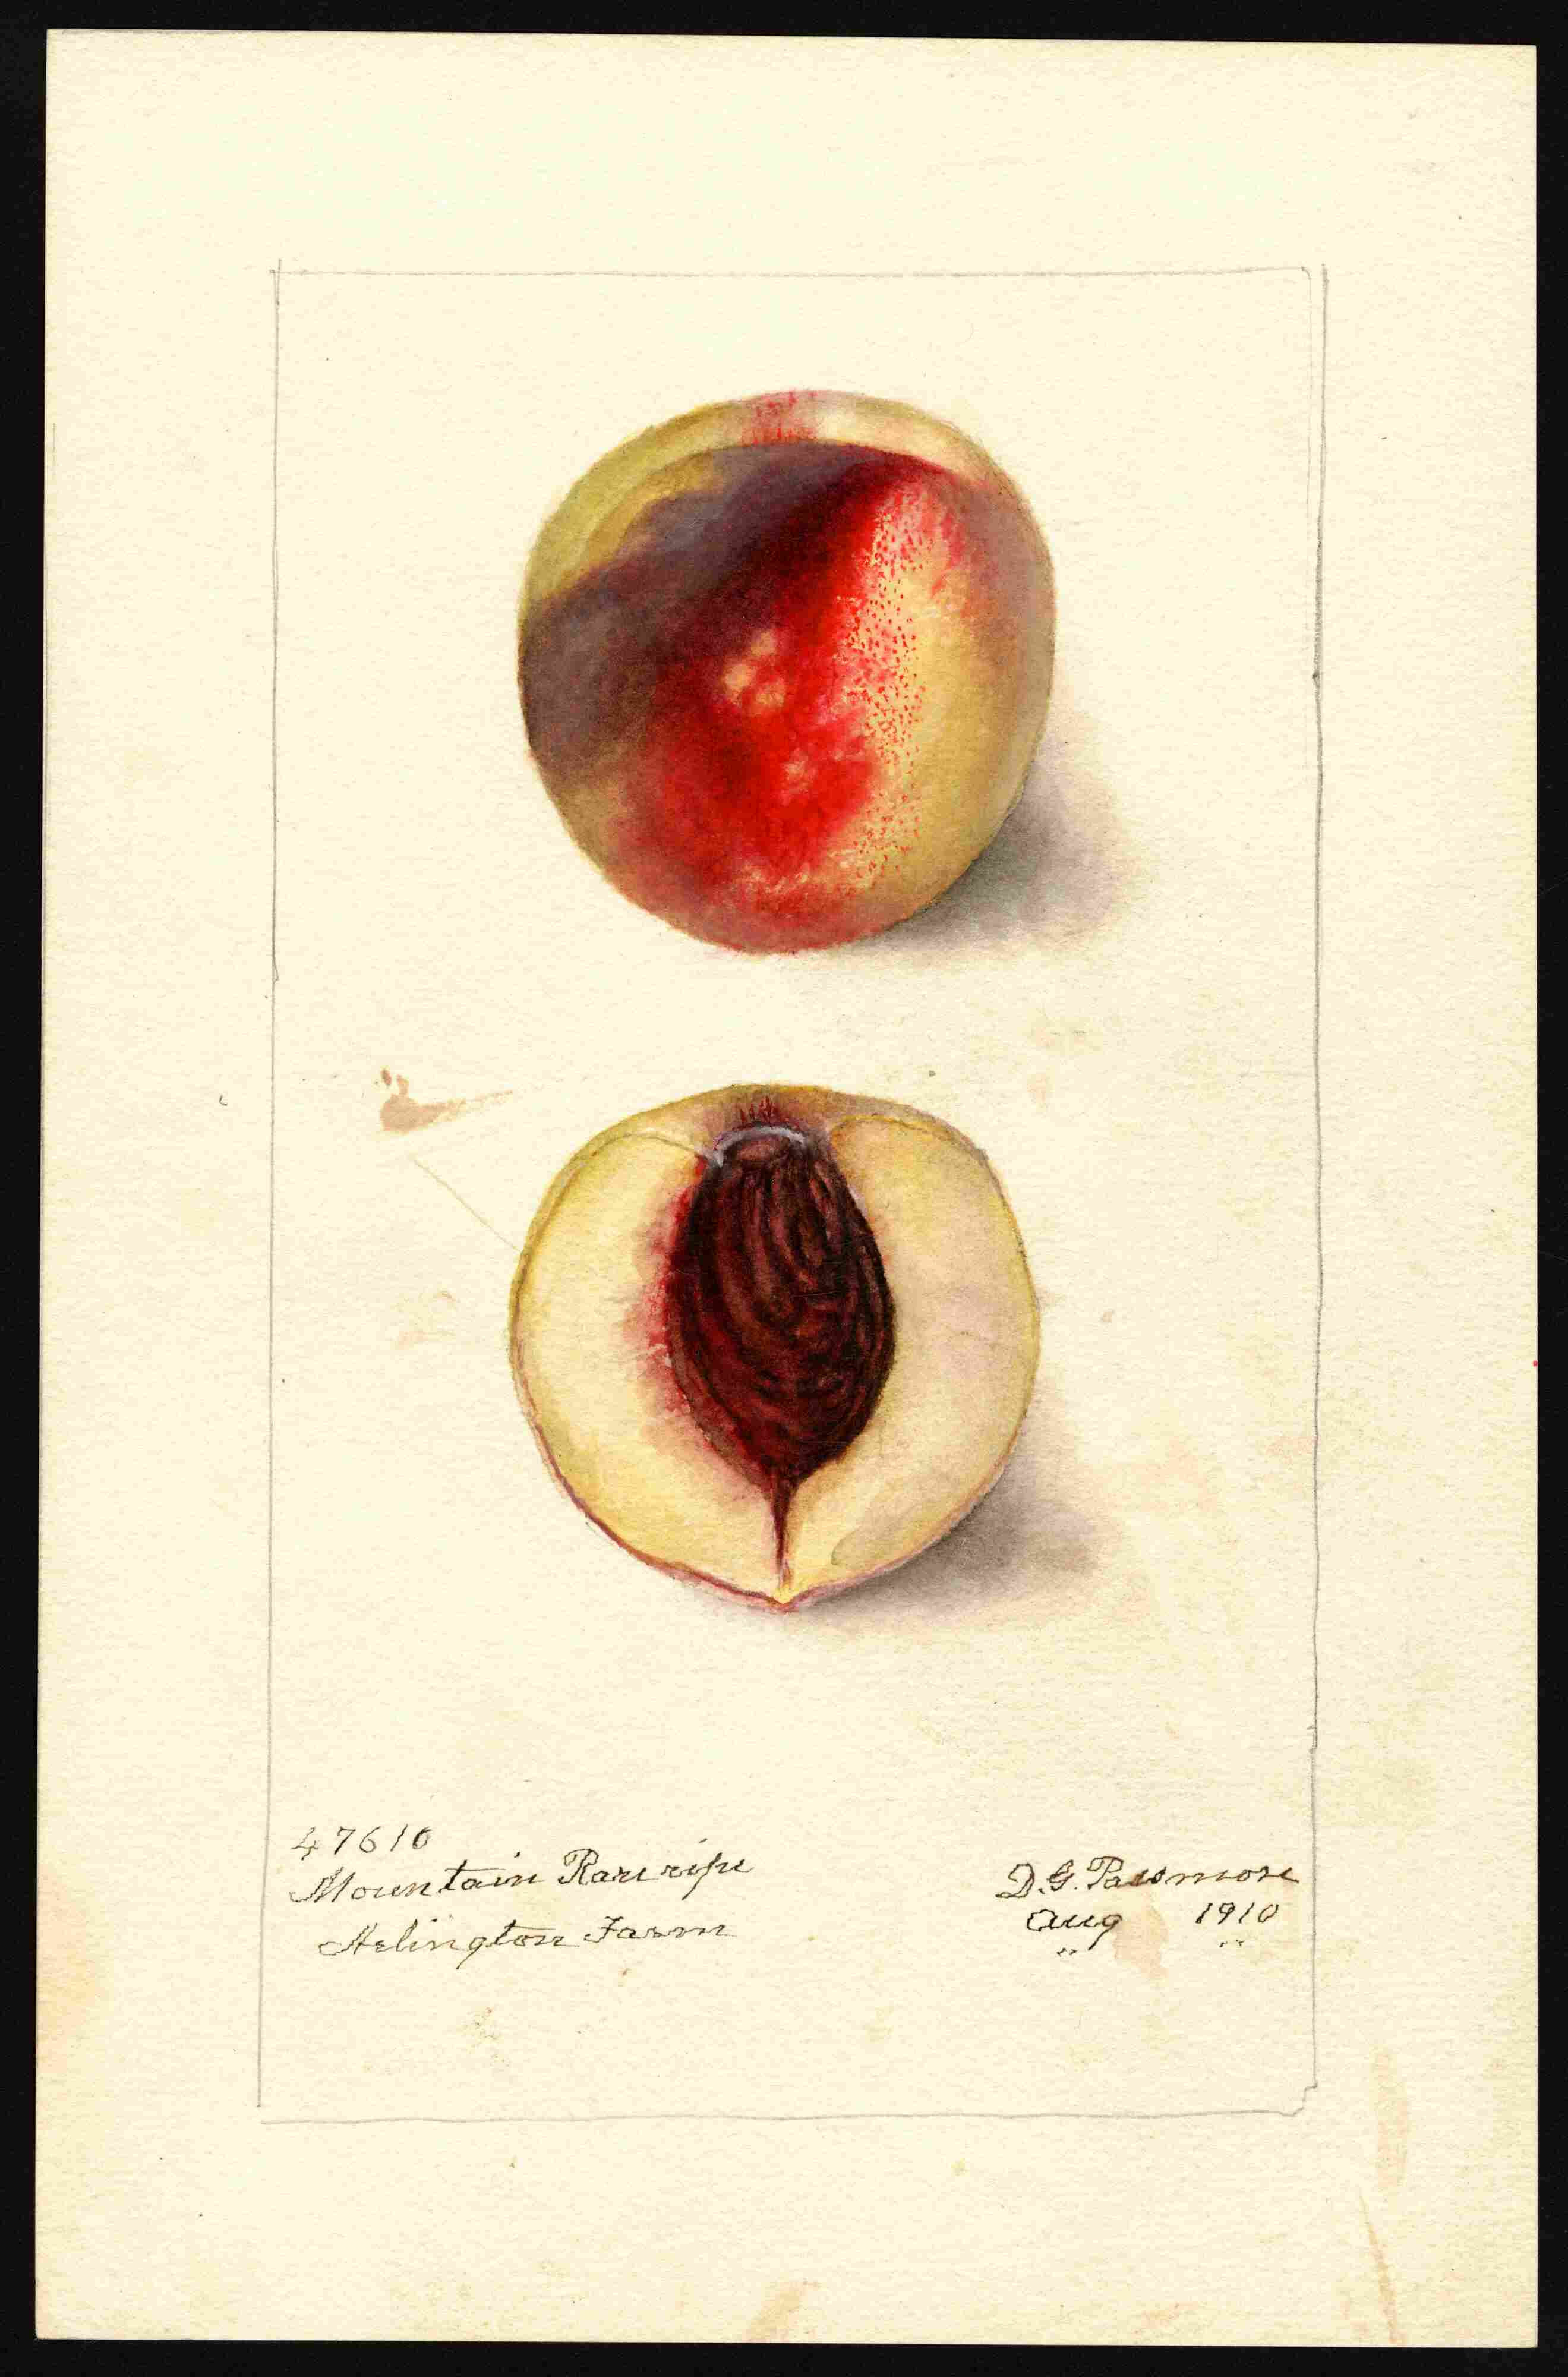 47610
Mountain Rareripe
Arlington Farm
D. G. Passmore
Aug 1910